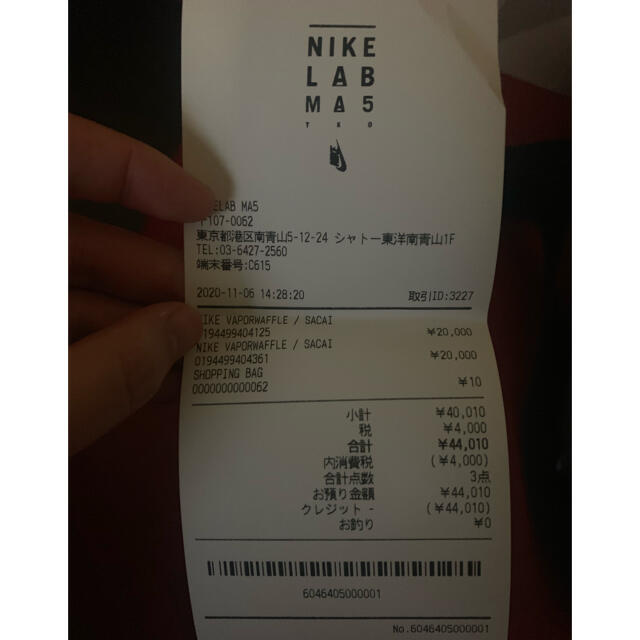 NIKE
LAB
MA5
TKO
ELAB MA5
〒107-0062
東京都港区南青山5-12-24 シャトー東洋南青山1F
TEL:03-6427-2560
端末番号:C615
2020-11-06 14:28:20 取引ID:3227
NIKE VAPORWAFFLE / SACAI
0194499404125 ¥20,000
NIKE VAPORWAFFLE / SACAI
0194499404361 ¥20,000
SHOPPING BAG
0000000000062 ¥10
小計 ¥40,010
税 ¥4,000
合計 ¥44,010
内消費税 (¥4,000)
合計点数 3点
お預り金額 ¥44,010
クレジット - (¥44,010)
お釣り ¥0
6046405000001
No.6046405000001